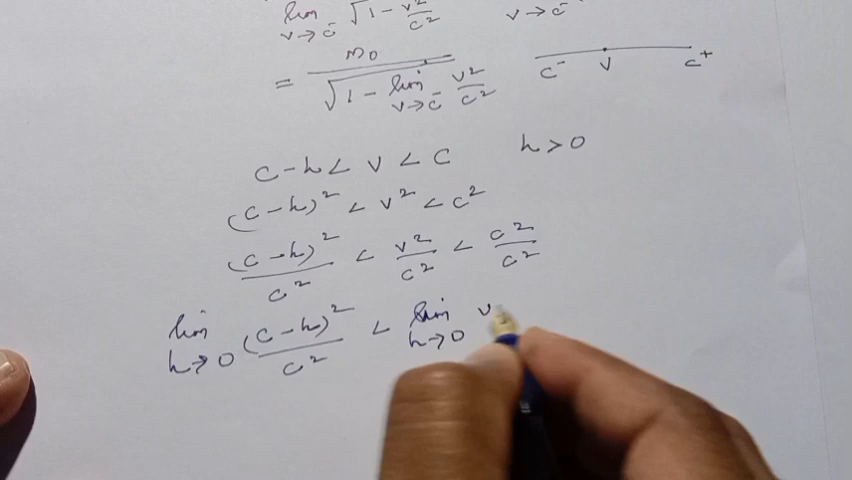 lim v→c⁻ √1 - v²/c² v→c⁻
= m₀ / √1 - lim v→c⁻ v²/c² c⁻ v c⁺
c-h < v < c h > 0
(c-h)² < v² < c²
(c-h)²/c² < v²/c² < c²/c²
lim h→0 (c-h)²/c² < lim h→0 v²